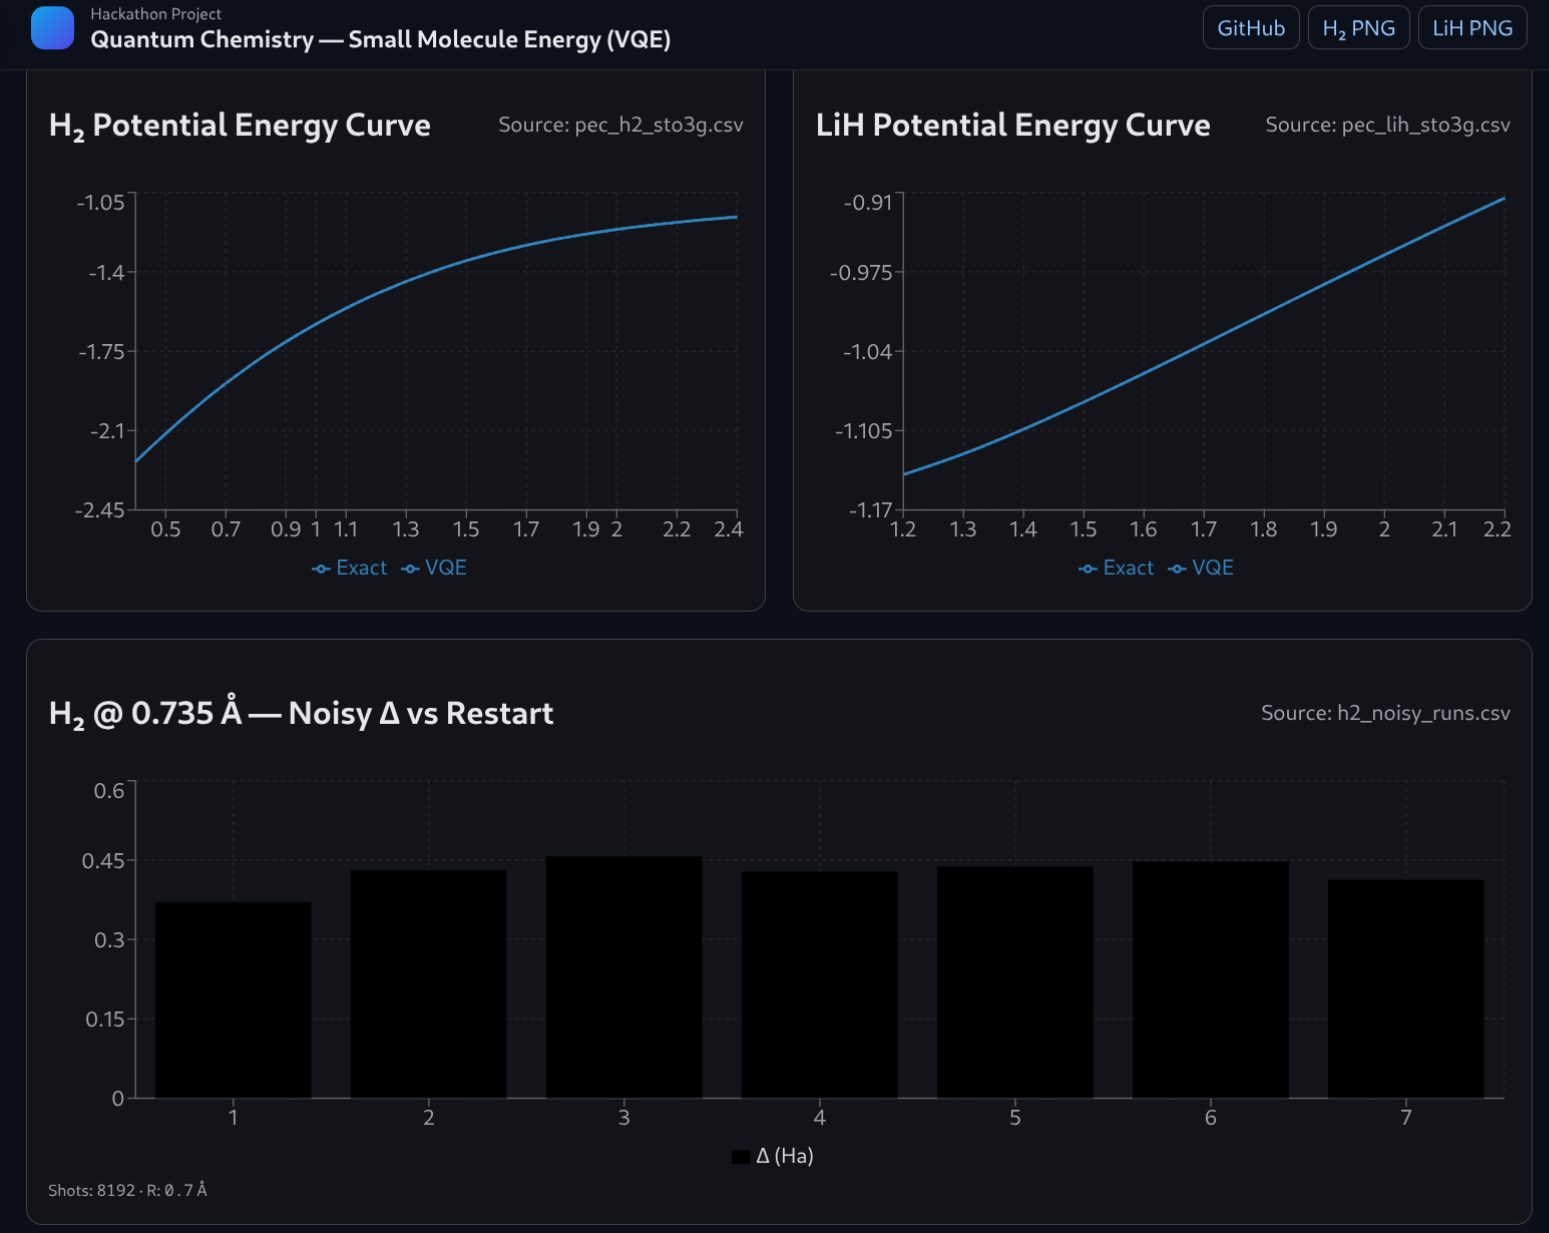 Hackathon Project
Quantum Chemistry — Small Molecule Energy (VQE)
GitHub
H₂ PNG
LiH PNG
H₂ Potential Energy Curve
Source: pec_h2_sto3g.csv
-1.05
-1.4
-1.75
-2.1
-2.45
0.5 0.7 0.9 1 1.1 1.3 1.5 1.7 1.9 2 2.2 2.4
Exact VQE
LiH Potential Energy Curve
Source: pec_lih_sto3g.csv
-0.91
-0.975
-1.04
-1.105
-1.17
1.2 1.3 1.4 1.5 1.6 1.7 1.8 1.9 2 2.1 2.2
Exact VQE
H₂ @ 0.735 Å — Noisy Δ vs Restart
Source: h2_noisy_runs.csv
0.6
0.45
0.3
0.15
0
1 2 3 4 5 6 7
Δ (Ha)
Shots: 8192 · R: 0.7 Å